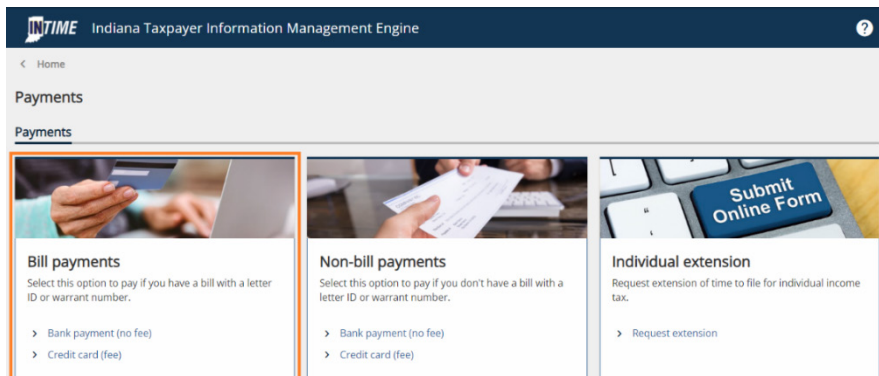 INTIME Indiana Taxpayer Information Management Engine ?
< Home
Payments
Payments
Submit
Online Form
Bill payments
Select this option to pay if you have a bill with a letter
ID or warrant number.
> Bank payment (no fee)
> Credit card (fee)
Non-bill payments
Select this option to pay if you don't have a bill with a
letter ID or warrant number.
> Bank payment (no fee)
> Credit card (fee)
Individual extension
Request extension of time to file for individual income
tax.
> Request extension